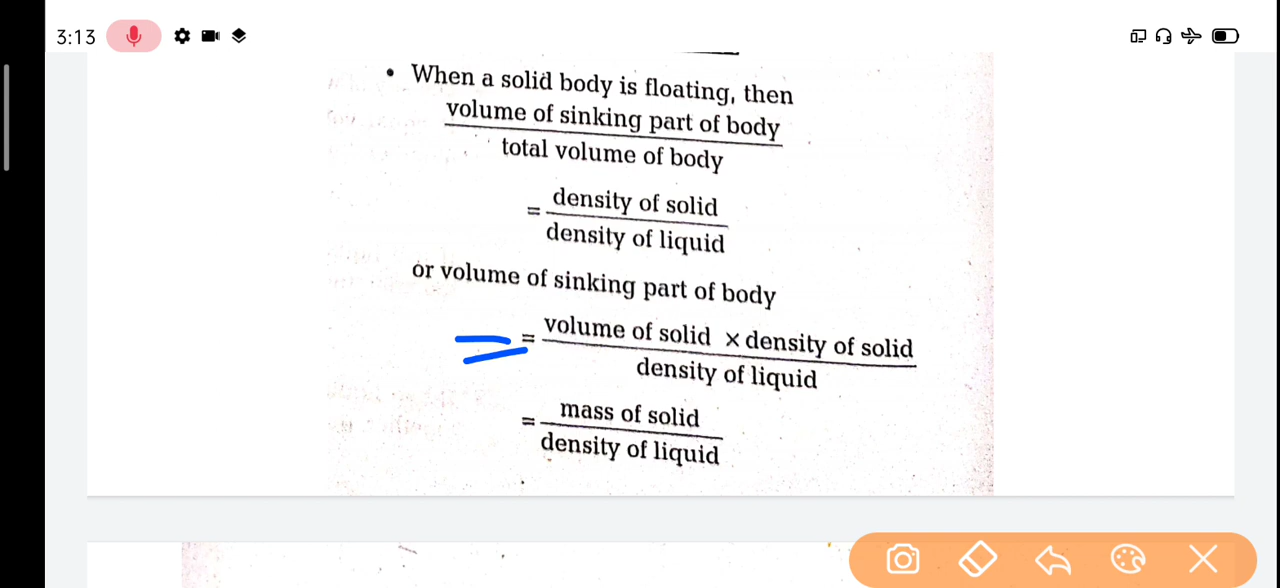 3:13
• When a solid body is floating, then
volume of sinking part of body
total volume of body
= density of solid
density of liquid
or volume of sinking part of body
= volume of solid × density of solid
density of liquid
= mass of solid
density of liquid